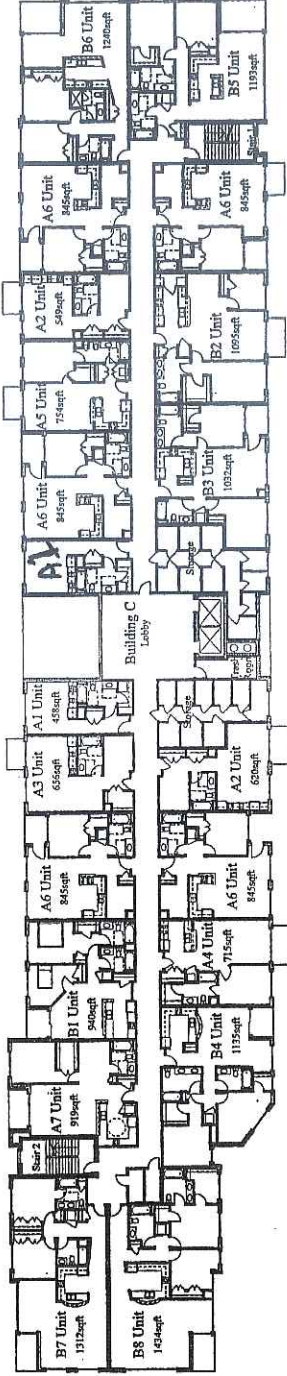 B7 Unit
1312sqft
Stair 2
A7 Unit
919sqft
B1 Unit
940sqft
A6 Unit
845sqft
A3 Unit
656sqft
A1 Unit
458sqft
Building C
Lobby
A6 Unit
845sqft
A5 Unit
754sqft
A2 Unit
549sqft
A6 Unit
845sqft
B6 Unit
1240sqft
B8 Unit
1434sqft
B4 Unit
1135sqft
A4 Unit
715sqft
A6 Unit
845sqft
A2 Unit
620sqft
Storage
Trash
Room
Storage
B3 Unit
1032sqft
B2 Unit
1095sqft
A6 Unit
845sqft
Stair 1
B5 Unit
1193sqft